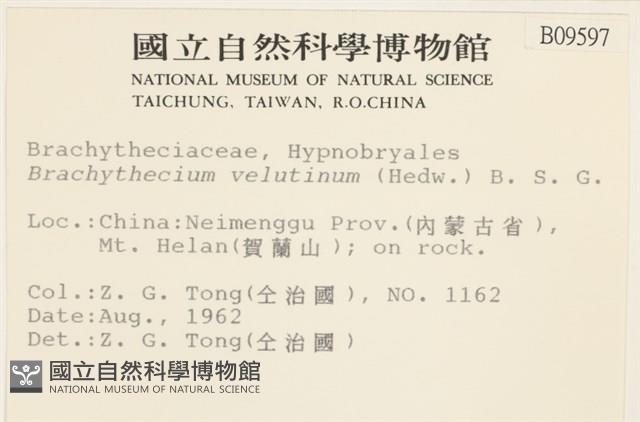 B09597
國立自然科學博物館
NATIONAL MUSEUM OF NATURAL SCIENCE
TAICHUNG, TAIWAN, R.O.CHINA
Brachytheciaceae, Hypnobryales
Brachythecium velutinum (Hedw.) B. S. G.
Loc.:China:Neimenggu Prov.(內蒙古省),
Mt. Helan(賀蘭山); on rock.
Col.:Z. G. Tong(仝治國), NO. 1162
Date:Aug., 1962
Det.:Z. G. Tong(仝治國)
國立自然科學博物館
NATIONAL MUSEUM OF NATURAL SCIENCE